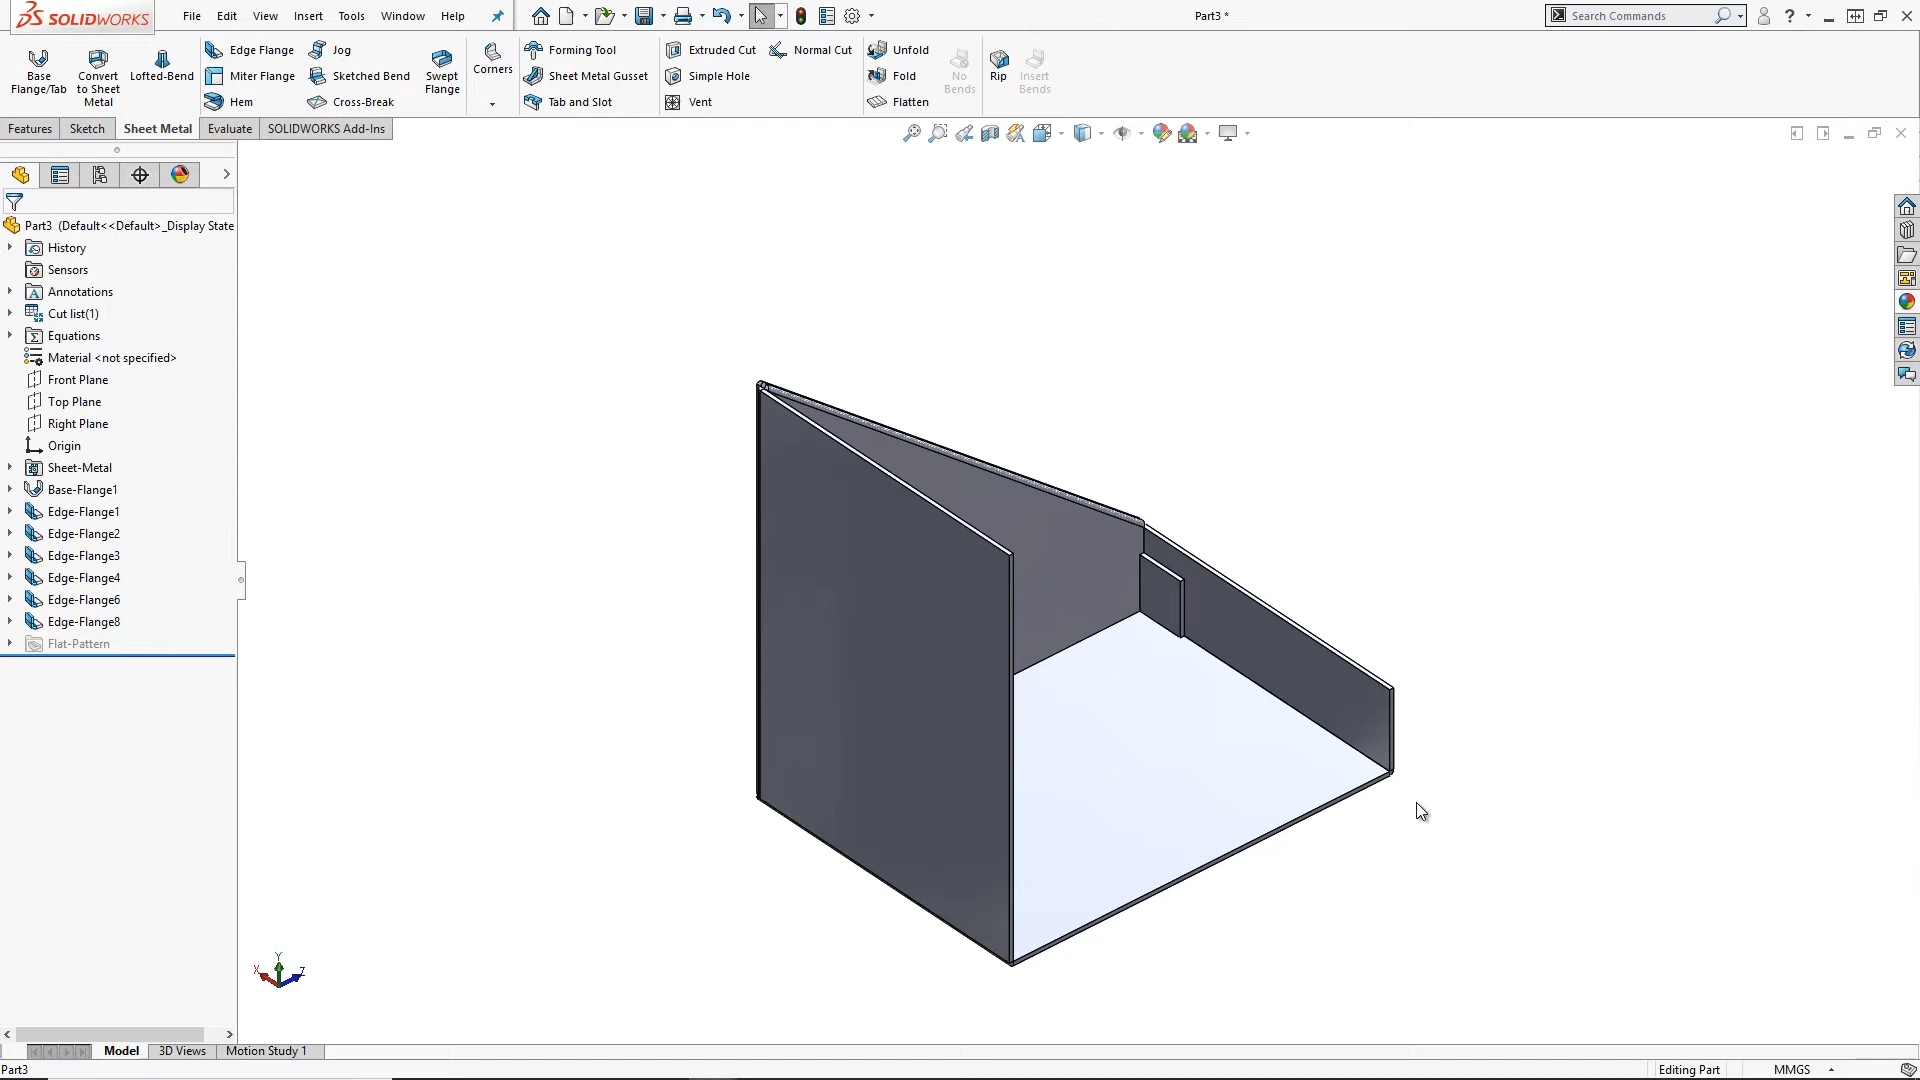 SOLIDWORKS File Edit View Insert Tools Window Help Part3 * Search Commands ?
Base Flange/Tab
Convert to Sheet Metal
Lofted-Bend
Edge Flange
Miter Flange
Hem
Jog
Sketched Bend
Cross-Break
Swept Flange
Corners
Forming Tool
Sheet Metal Gusset
Tab and Slot
Extruded Cut
Simple Hole
Vent
Normal Cut
Unfold
Fold
Flatten
No Bends
Rip
Insert Bends
Features Sketch Sheet Metal Evaluate SOLIDWORKS Add-Ins
Part3 (Default<<Default>_Display State
History
Sensors
Annotations
Cut list(1)
Equations
Material <not specified>
Front Plane
Top Plane
Right Plane
Origin
Sheet-Metal
Base-Flange1
Edge-Flange1
Edge-Flange2
Edge-Flange3
Edge-Flange4
Edge-Flange6
Edge-Flange8
Flat-Pattern
Y
X
Z
Model 3D Views Motion Study 1
Part3 Editing Part MMGS